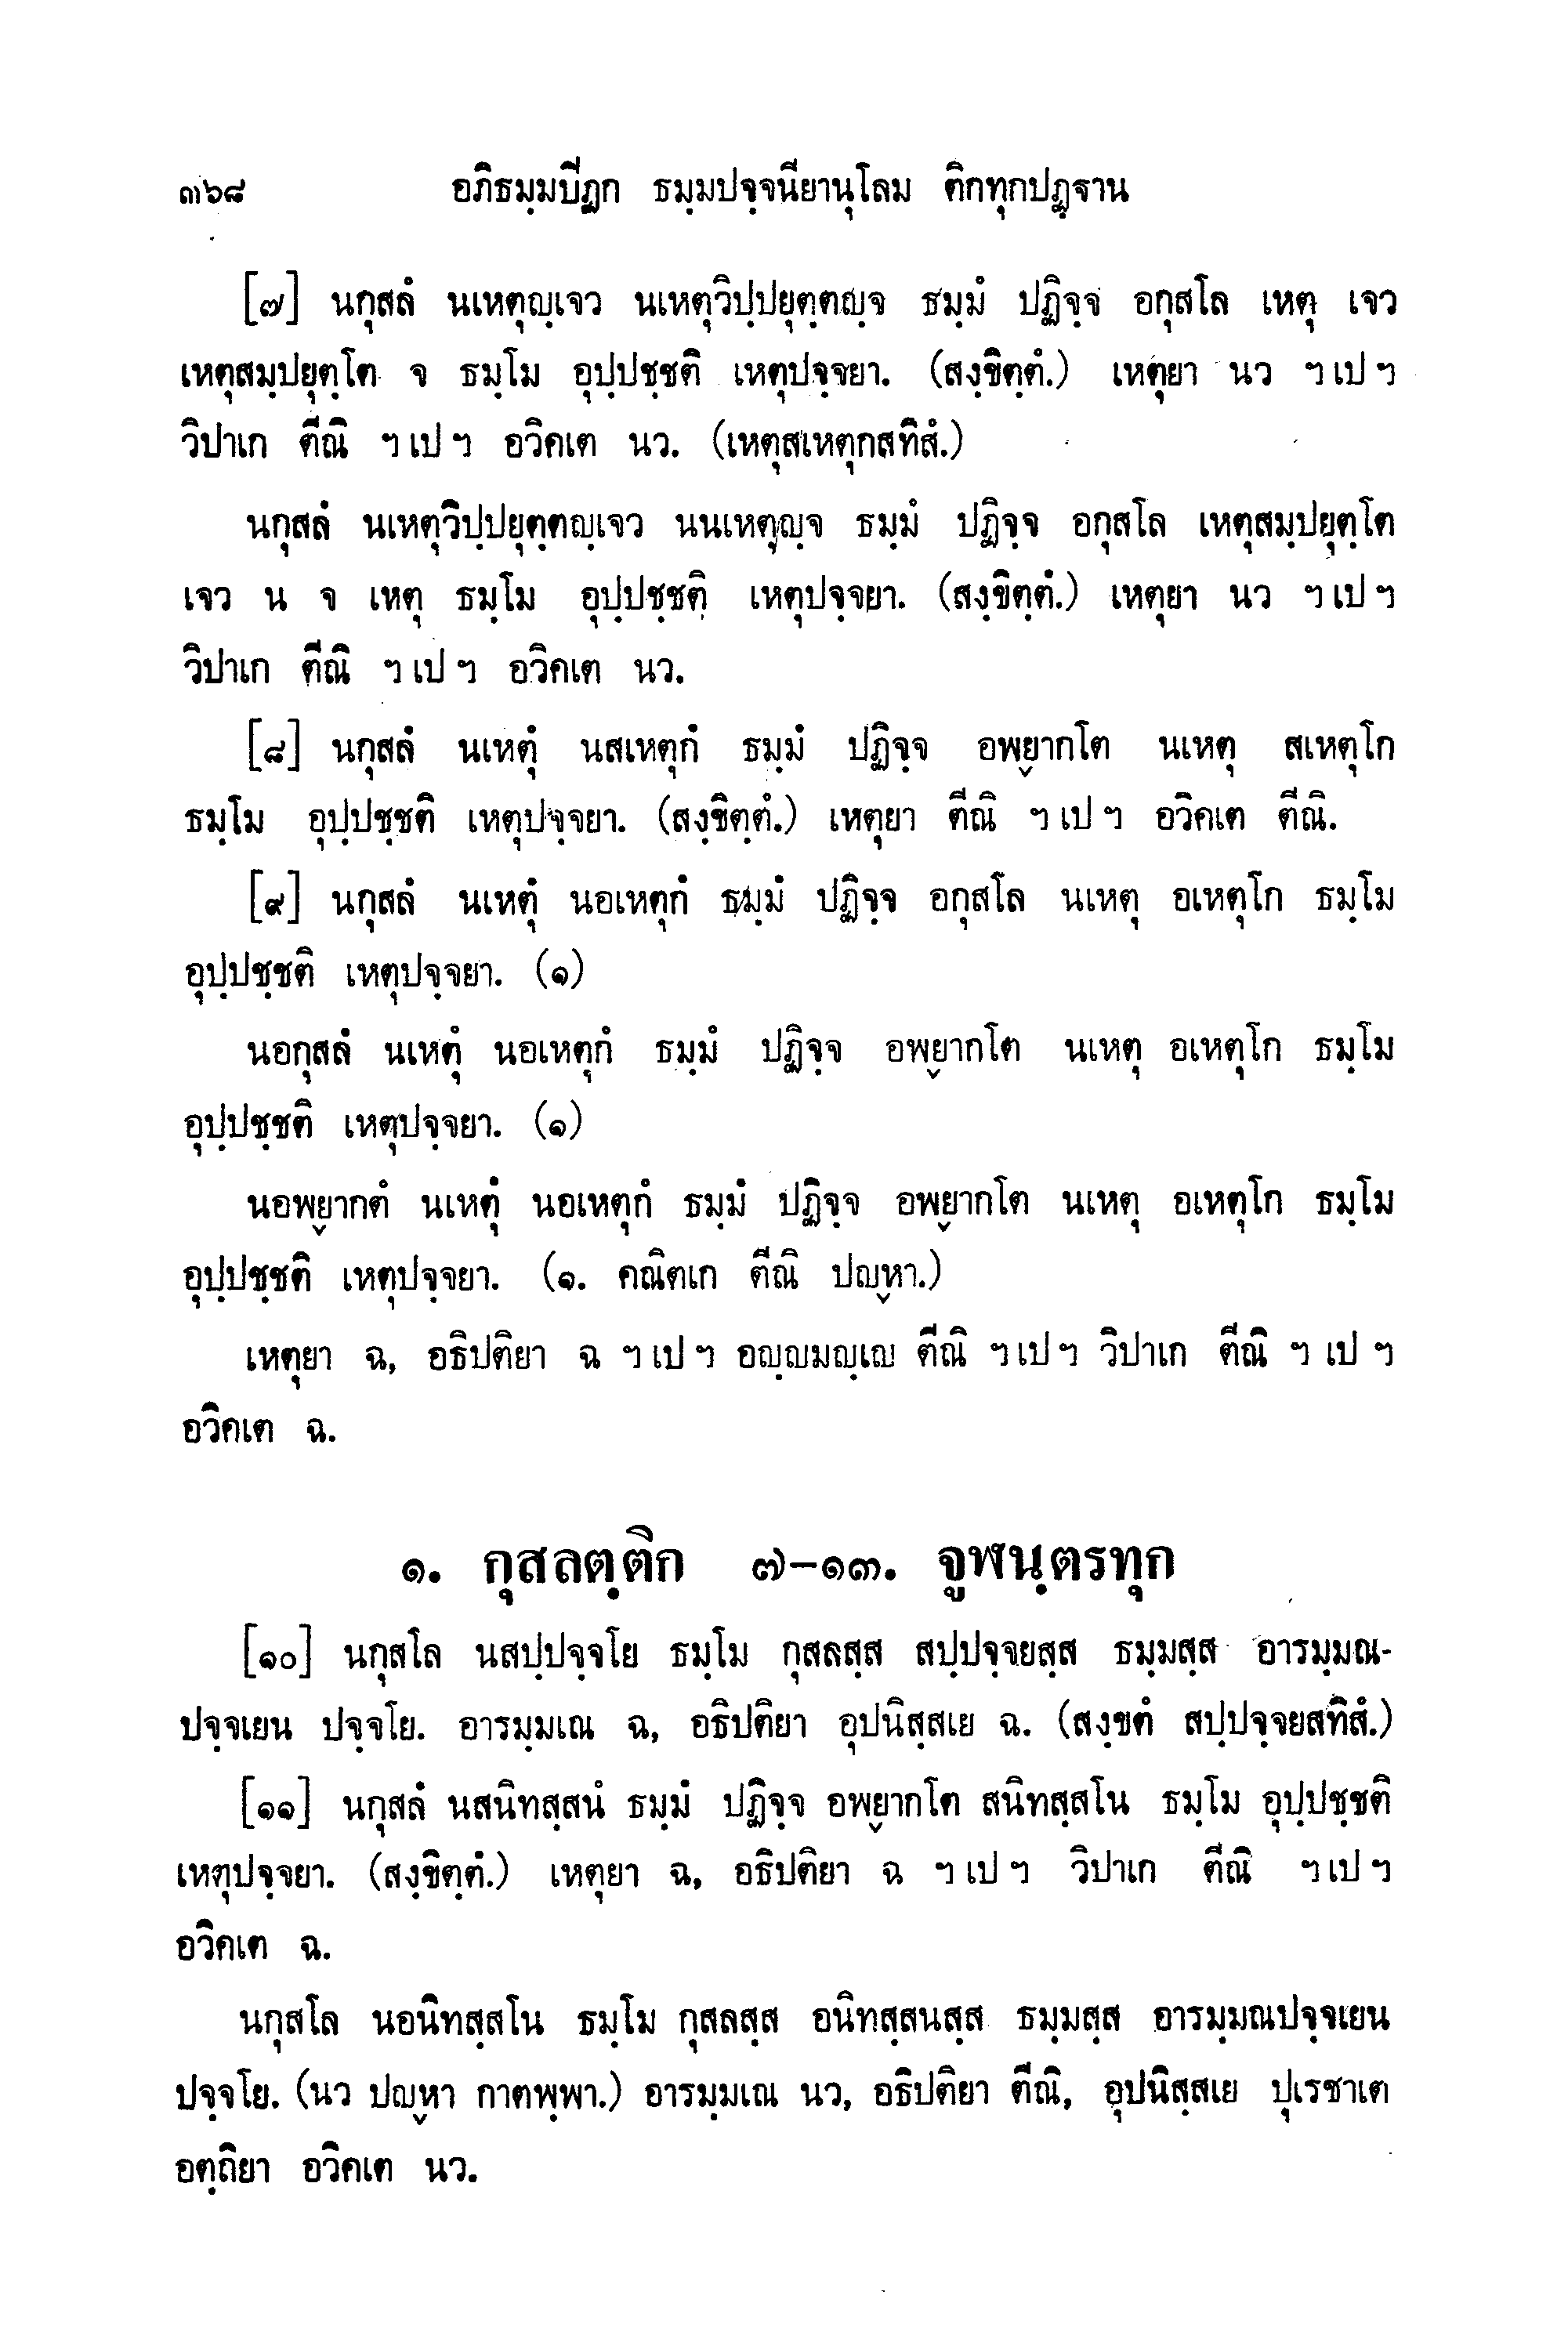 ๓๖๘ อภิธมฺมปีฏก ธมฺมปจฺจนียานุโลม ติกทุกปฏฺฐาน
[๗] นกุสลํ นเหตุญฺเจว นเหตุวิปฺปยุตฺตญฺจ ธมฺมํ ปฏิจฺจ อกุสโล เหตุ เจว
เหตุสมฺปยุตฺโต จ ธมฺโม อุปฺปชฺชติ เหตุปจฺจยา. (สงฺขิตฺตํ.) เหตุยา นว ฯเปฯ
วิปาเก ตีณิ ฯเปฯ อวิคเต นว. (เหตุสเหตุกสทิสํ.)
นกุสลํ นเหตุวิปฺปยุตฺตญฺเจว นนเหตุญฺจ ธมฺมํ ปฏิจฺจ อกุสโล เหตุสมฺปยุตฺโต
เจว น จ เหตุ ธมฺโม อุปฺปชฺชติ เหตุปจฺจยา. (สงฺขิตฺตํ.) เหตุยา นว ฯเปฯ
วิปาเก ตีณิ ฯเปฯ อวิคเต นว.
[๘] นกุสลํ นเหตุํ นสเหตุกํ ธมฺมํ ปฏิจฺจ อพฺยากโต นเหตุ สเหตุโก
ธมฺโม อุปฺปชฺชติ เหตุปจฺจยา. (สงฺขิตฺตํ.) เหตุยา ตีณิ ฯเปฯ อวิคเต ตีณิ.
[๙] นกุสลํ นเหตุํ นอเหตุกํ ธมฺมํ ปฏิจฺจ อกุสโล นเหตุ อเหตุโก ธมฺโม
อุปฺปชฺชติ เหตุปจฺจยา. (๑)
นอกุสลํ นเหตุํ นอเหตุกํ ธมฺมํ ปฏิจฺจ อพฺยากโต นเหตุ อเหตุโก ธมฺโม
อุปฺปชฺชติ เหตุปจฺจยา. (๑)
นอพฺยากตํ นเหตุํ นอเหตุกํ ธมฺมํ ปฏิจฺจ อพฺยากโต นเหตุ อเหตุโก ธมฺโม
อุปฺปชฺชติ เหตุปจฺจยา. (๑. คณิตเก ตีณิ ปญฺหา.)
เหตุยา ฉ, อธิปติยา ฉ ฯเปฯ อญฺญมญฺเญ ตีณิ ฯเปฯ วิปาเก ตีณิ ฯเปฯ
อวิคเต ฉ.
๑. กุสลตฺติก ๗-๑๓. จูฬนฺตรทุก
[๑๐] นกุสโล นสปฺปจฺจโย ธมฺโม กุสลสฺส สปฺปจฺจยสฺส ธมฺมสฺส อารมฺมณ-
ปจฺจเยน ปจฺจโย. อารมฺมเณ ฉ, อธิปติยา อุปนิสฺสเย ฉ. (สงฺขตํ สปฺปจฺจยสทิสํ.)
[๑๑] นกุสลํ นสนิทสฺสนํ ธมฺมํ ปฏิจฺจ อพฺยากโต สนิทสฺสโน ธมฺโม อุปฺปชฺชติ
เหตุปจฺจยา. (สงฺขิตฺตํ.) เหตุยา ฉ, อธิปติยา ฉ ฯเปฯ วิปาเก ตีณิ ฯเปฯ
อวิคเต ฉ.
นกุสโล นอนิทสฺสโน ธมฺโม กุสลสฺส อนิทสฺสนสฺส ธมฺมสฺส อารมฺมณปจฺจเยน
ปจฺจโย. (นว ปญฺหา กาตพฺพา.) อารมฺมเณ นว, อธิปติยา ตีณิ, อุปนิสฺสเย ปุเรชาเต
อตฺถิยา อวิคเต นว.